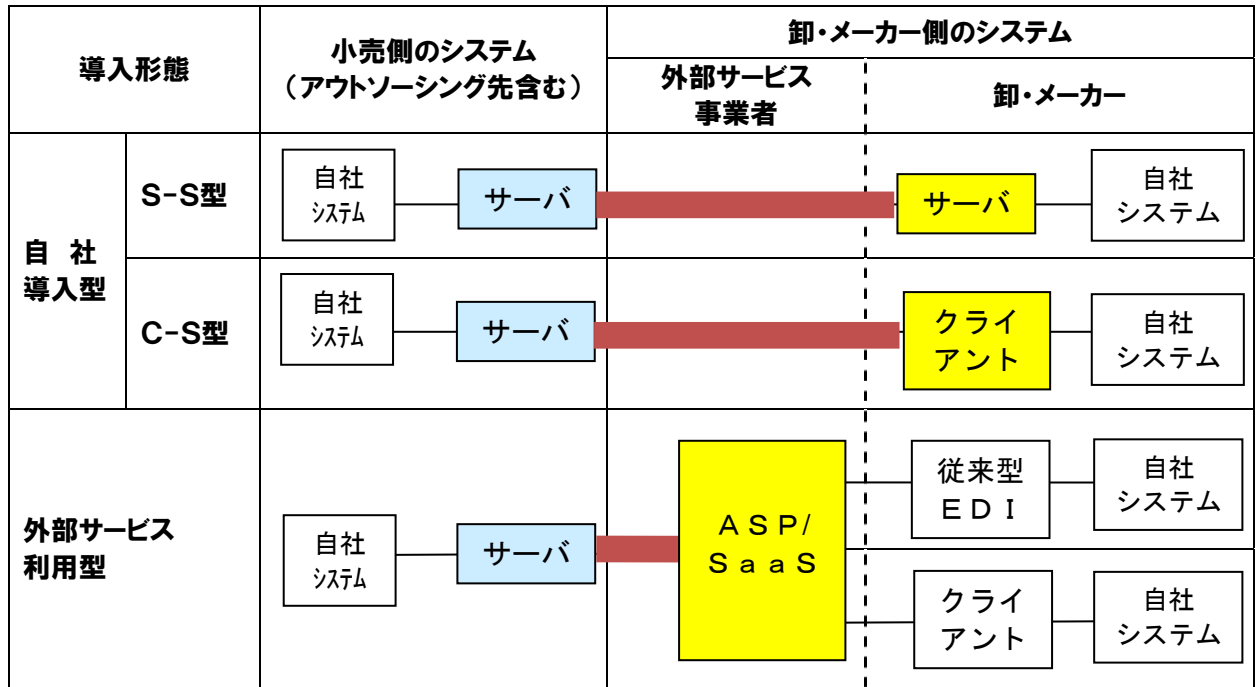 導入形態
小売側のシステム
（アウトソーシング先含む）
卸・メーカー側のシステム
外部サービス
事業者
卸・メーカー
自 社
導入型
S-S型
自社
システム
サーバ
サーバ
自社
システム
C-S型
自社
システム
サーバ
クライ
アント
自社
システム
外部サービス
利用型
自社
システム
サーバ
ＡＳＰ/
ＳａａＳ
従来型
ＥＤＩ
自社
システム
クライ
アント
自社
システム